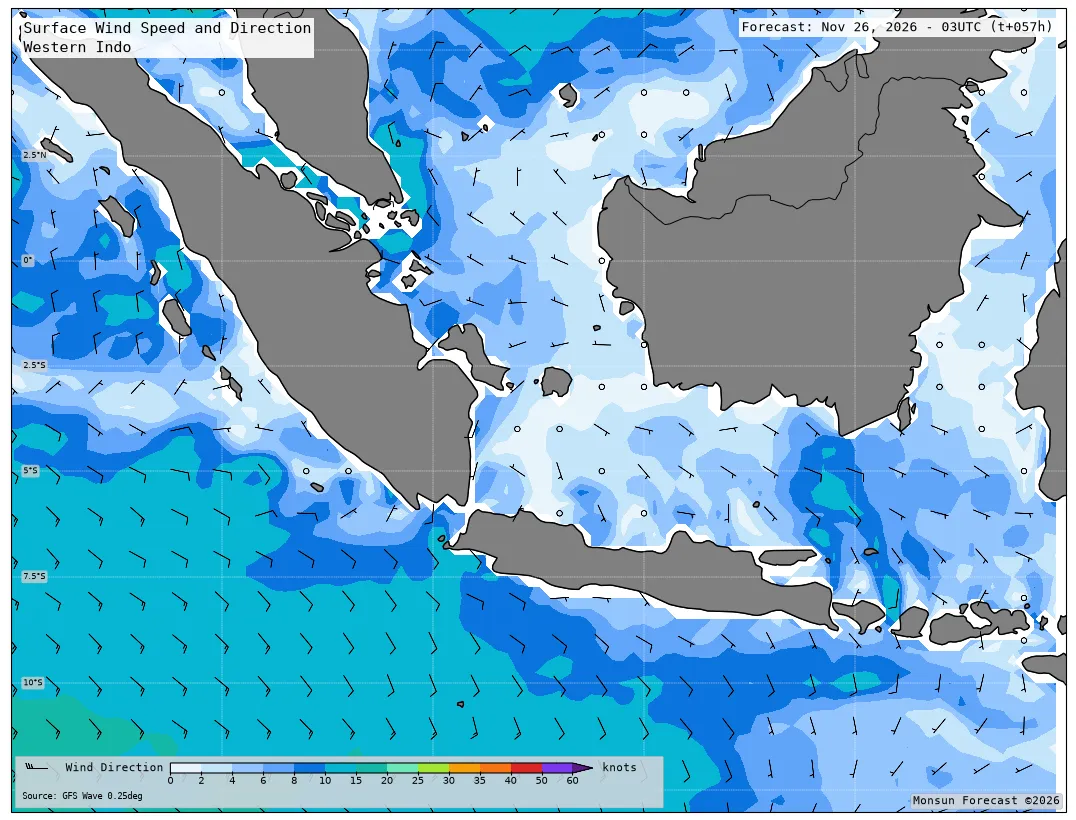 Surface Wind Speed and Direction
Western Indo
Forecast: Nov 26, 2026 - 03UTC (t+057h)
2.5°N
0°
2.5°S
5°S
7.5°S
10°S
Wind Direction
0 2 4 6 8 10 15 20 25 30 35 40 50 60
knots
Source: GFS Wave 0.25deg
Monsun Forecast ©2026